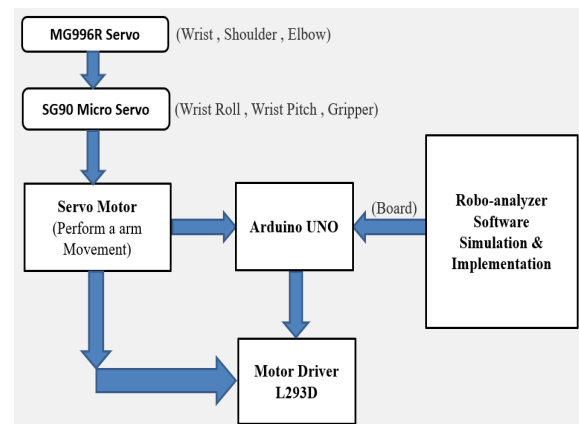 MG996R Servo (Wrist , Shoulder , Elbow)
SG90 Micro Servo (Wrist Roll , Wrist Pitch , Gripper)
Servo Motor
(Perform a arm
Movement)
Arduino UNO
(Board)
Robo-analyzer
Software
Simulation &
Implementation
Motor Driver
L293D